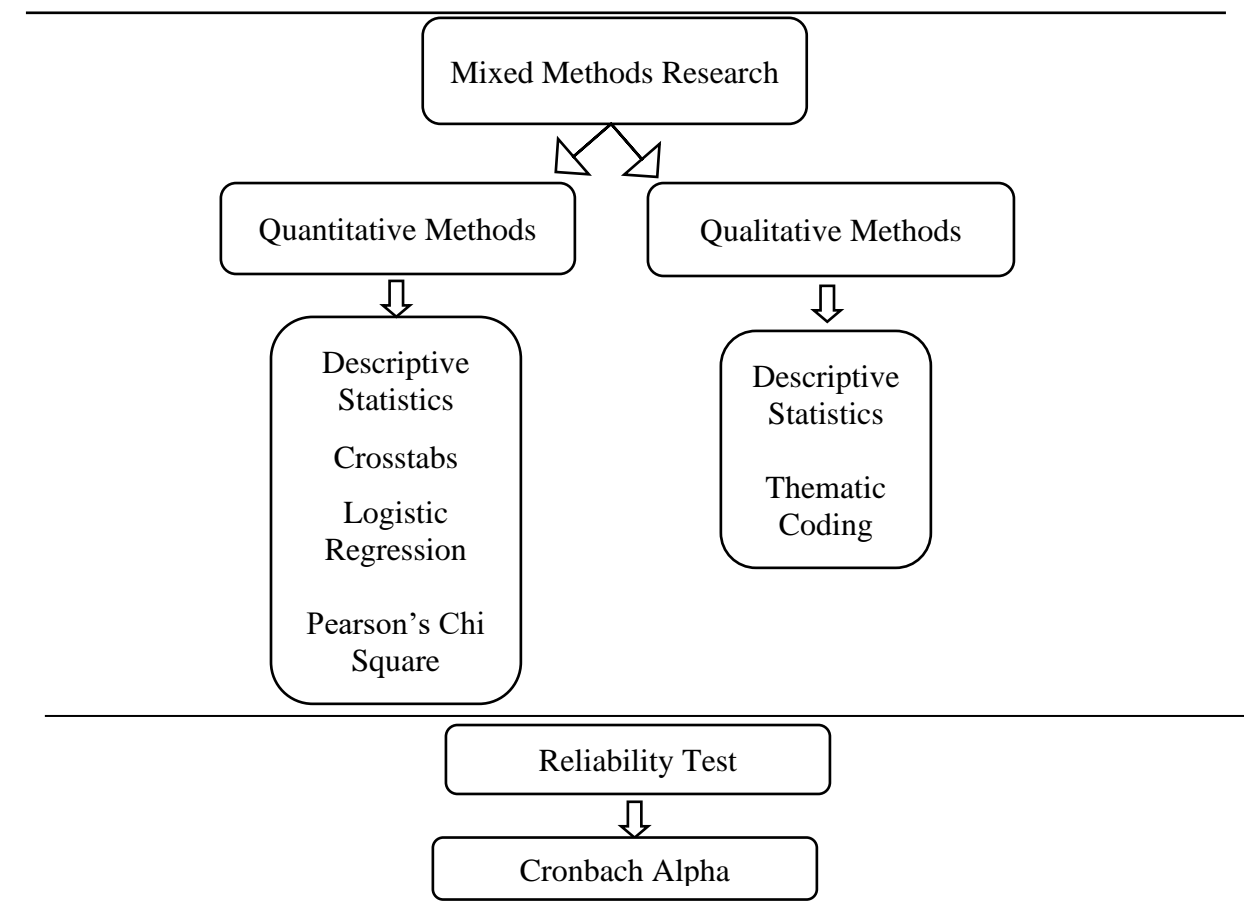 Mixed Methods Research
Quantitative Methods
Qualitative Methods
Descriptive
Statistics
Crosstabs
Logistic
Regression
Pearson’s Chi
Square
Descriptive
Statistics
Thematic
Coding
Reliability Test
Cronbach Alpha